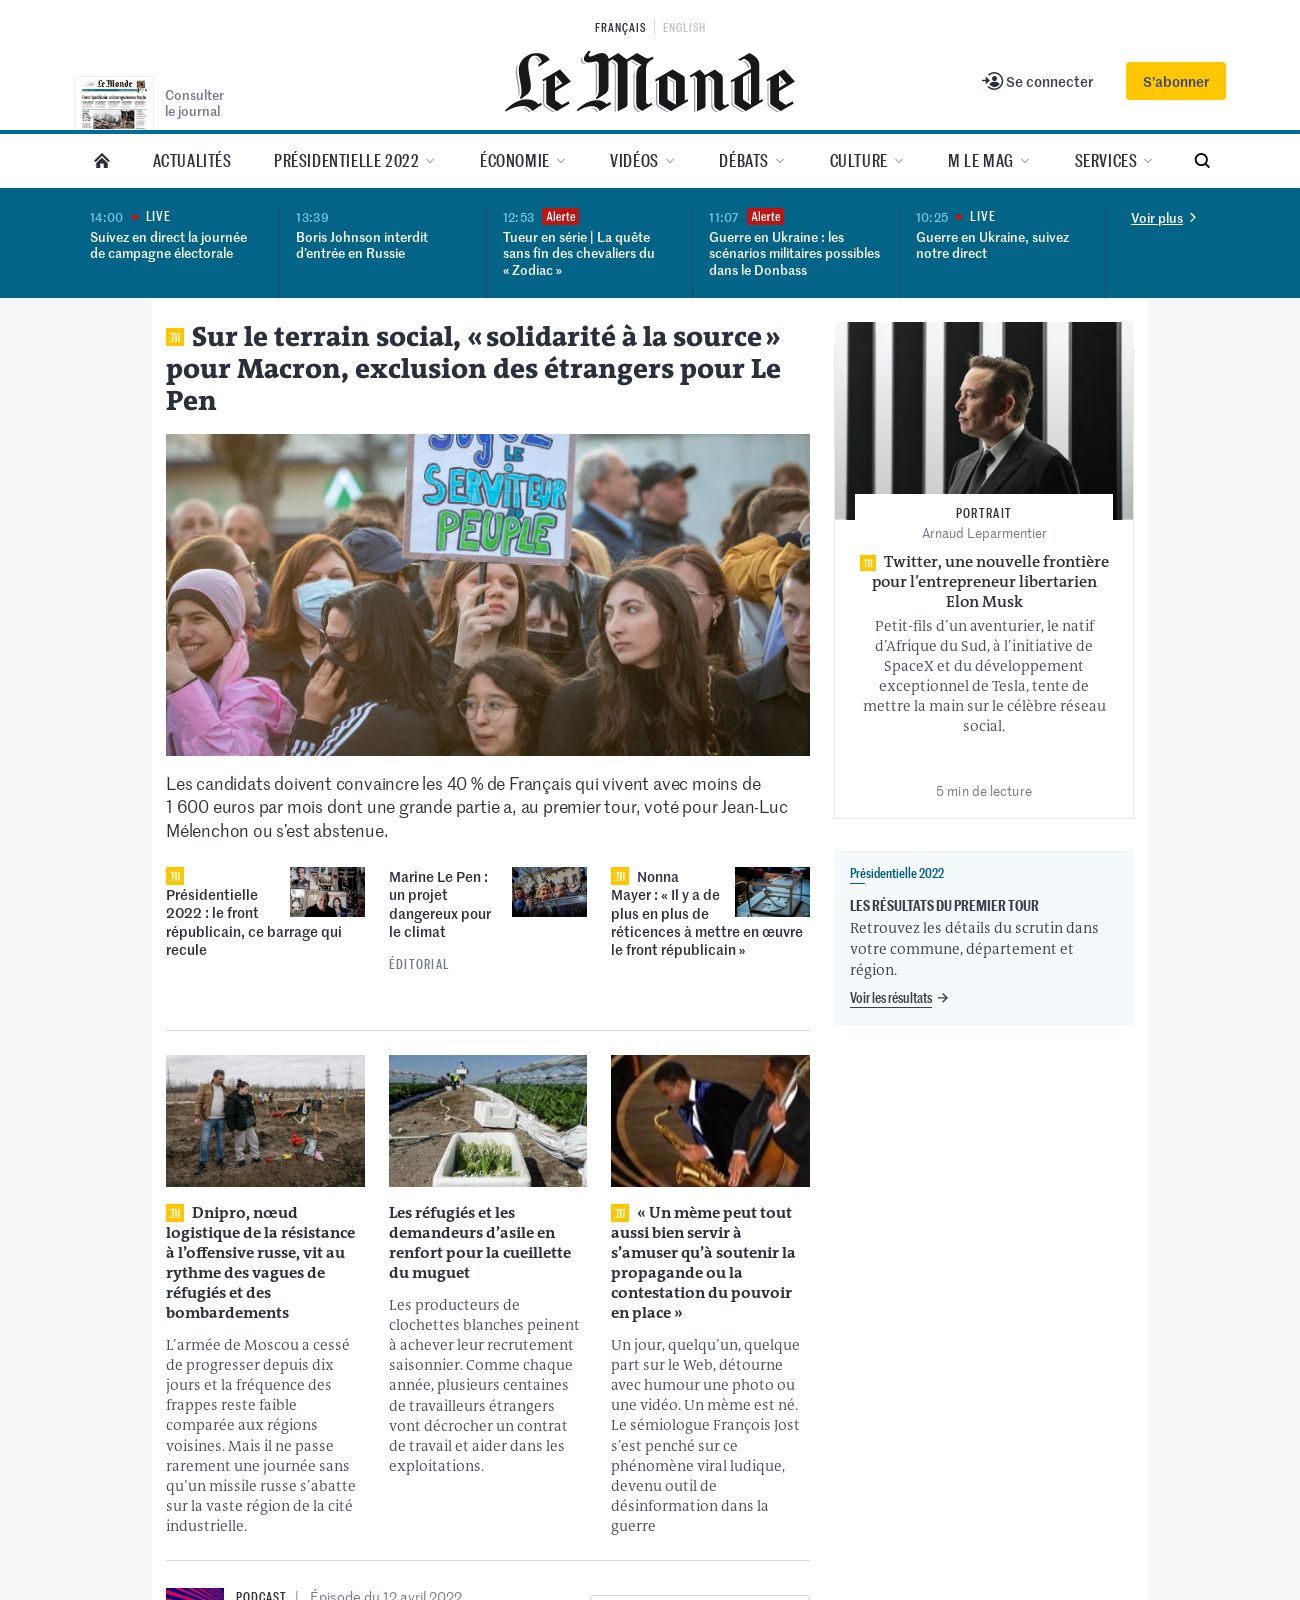 FRANÇAIS
ENGLISH
Le Monde
Consulter
le journal
Se connecter
S'abonner
ACTUALITÉS
PRÉSIDENTIELLE 2022
ÉCONOMIE
VIDÉOS
DÉBATS
CULTURE
M LE MAG
SERVICES
14:00 LIVE
Suivez en direct la journée
de campagne électorale
13:39
Boris Johnson interdit
d’entrée en Russie
12:53 Alerte
Tueur en série | La quête
sans fin des chevaliers du
« Zodiac »
11:07 Alerte
Guerre en Ukraine : les
scénarios militaires possibles
dans le Donbass
10:25 LIVE
Guerre en Ukraine, suivez
notre direct
Voir plus
Sur le terrain social, « solidarité à la source »
pour Macron, exclusion des étrangers pour Le
Pen
LE
SERVITEUR
PEUPLE
Les candidats doivent convaincre les 40 % de Français qui vivent avec moins de
1 600 euros par mois dont une grande partie a, au premier tour, voté pour Jean-Luc
Mélenchon ou s’est abstenue.
Présidentielle
2022 : le front
républicain, ce barrage qui
recule
Marine Le Pen :
un projet
dangereux pour
le climat
ÉDITORIAL
Nonna
Mayer : « Il y a de
plus en plus de
réticences à mettre en œuvre
le front républicain »
PORTRAIT
Arnaud Leparmentier
Twitter, une nouvelle frontière
pour l’entrepreneur libertarien
Elon Musk
Petit-fils d’un aventurier, le natif
d’Afrique du Sud, à l’initiative de
SpaceX et du développement
exceptionnel de Tesla, tente de
mettre la main sur le célèbre réseau
social.
5 min de lecture
Présidentielle 2022
LES RÉSULTATS DU PREMIER TOUR
Retrouvez les détails du scrutin dans
votre commune, département et
région.
Voir les résultats
Dnipro, nœud
logistique de la résistance
à l’offensive russe, vit au
rythme des vagues de
réfugiés et des
bombardements
L’armée de Moscou a cessé
de progresser depuis dix
jours et la fréquence des
frappes reste faible
comparée aux régions
voisines. Mais il ne passe
rarement une journée sans
qu’un missile russe s’abatte
sur la vaste région de la cité
industrielle.
Les réfugiés et les
demandeurs d’asile en
renfort pour la cueillette
du muguet
Les producteurs de
clochettes blanches peinent
à achever leur recrutement
saisonnier. Comme chaque
année, plusieurs centaines
de travailleurs étrangers
vont décrocher un contrat
de travail et aider dans les
exploitations.
« Un mème peut tout
aussi bien servir à
s’amuser qu’à soutenir la
propagande ou la
contestation du pouvoir
en place »
Un jour, quelqu’un, quelque
part sur le Web, détourne
avec humour une photo ou
une vidéo. Un mème est né.
Le sémiologue François Jost
s’est penché sur ce
phénomène viral ludique,
devenu outil de
désinformation dans la
guerre
PODCAST | Épisode du 12 avril 2022